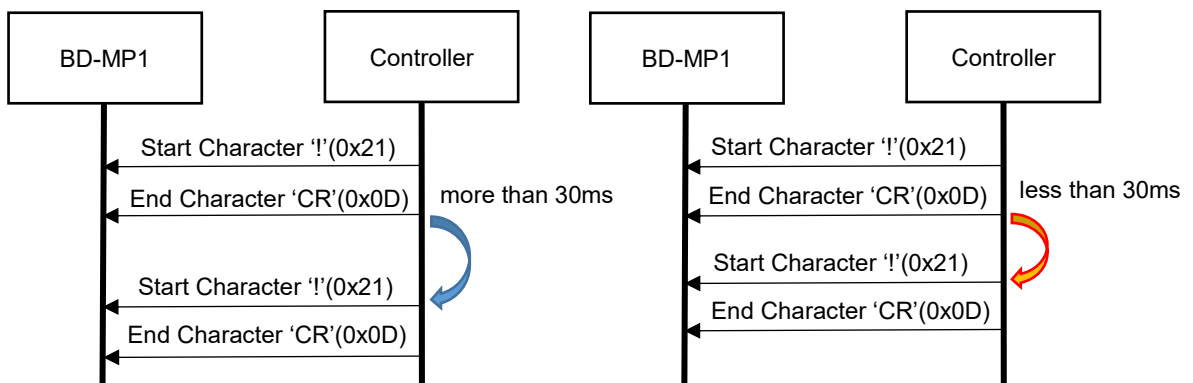 BD-MP1
Controller
Start Character ‘!’(0x21)
End Character ‘CR’(0x0D)
more than 30ms
Start Character ‘!’(0x21)
End Character ‘CR’(0x0D)
BD-MP1
Controller
Start Character ‘!’(0x21)
End Character ‘CR’(0x0D)
less than 30ms
Start Character ‘!’(0x21)
End Character ‘CR’(0x0D)